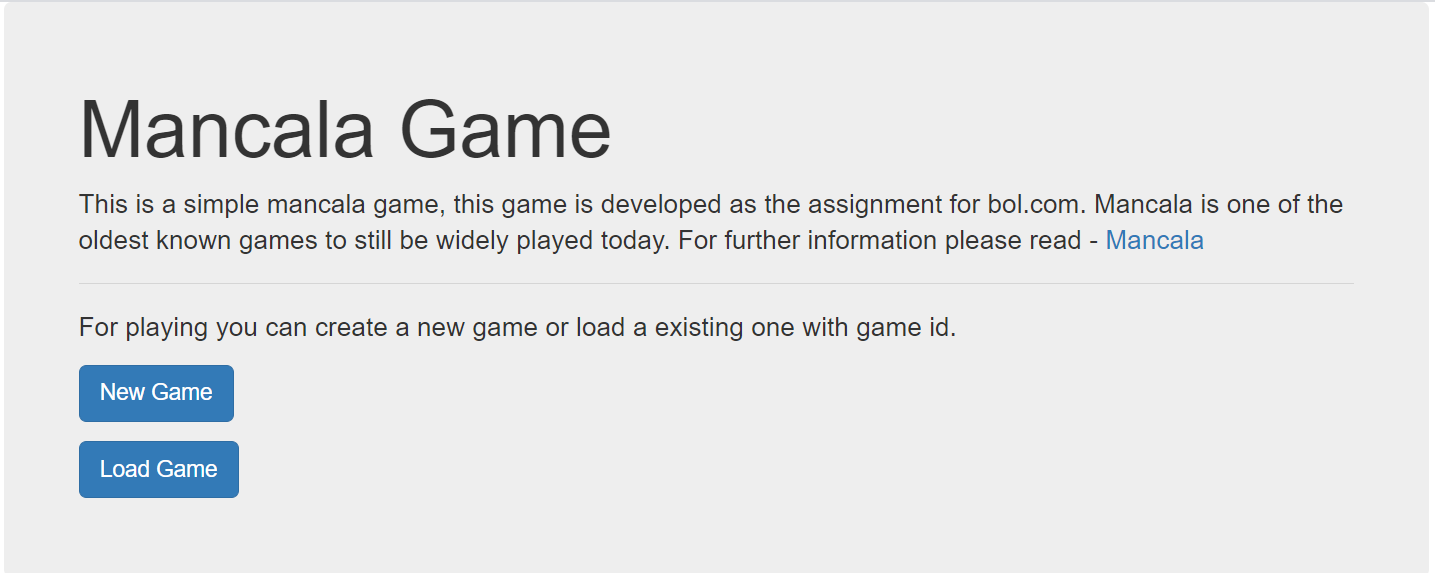 Mancala Game
This is a simple mancala game, this game is developed as the assignment for bol.com. Mancala is one of the
oldest known games to still be widely played today. For further information please read - Mancala
For playing you can create a new game or load a existing one with game id.
New Game
Load Game